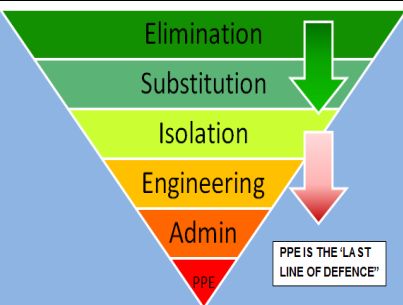 Elimination
Substitution
Isolation
Engineering
Admin
PPE
PPE IS THE 'LAST
LINE OF DEFENCE"